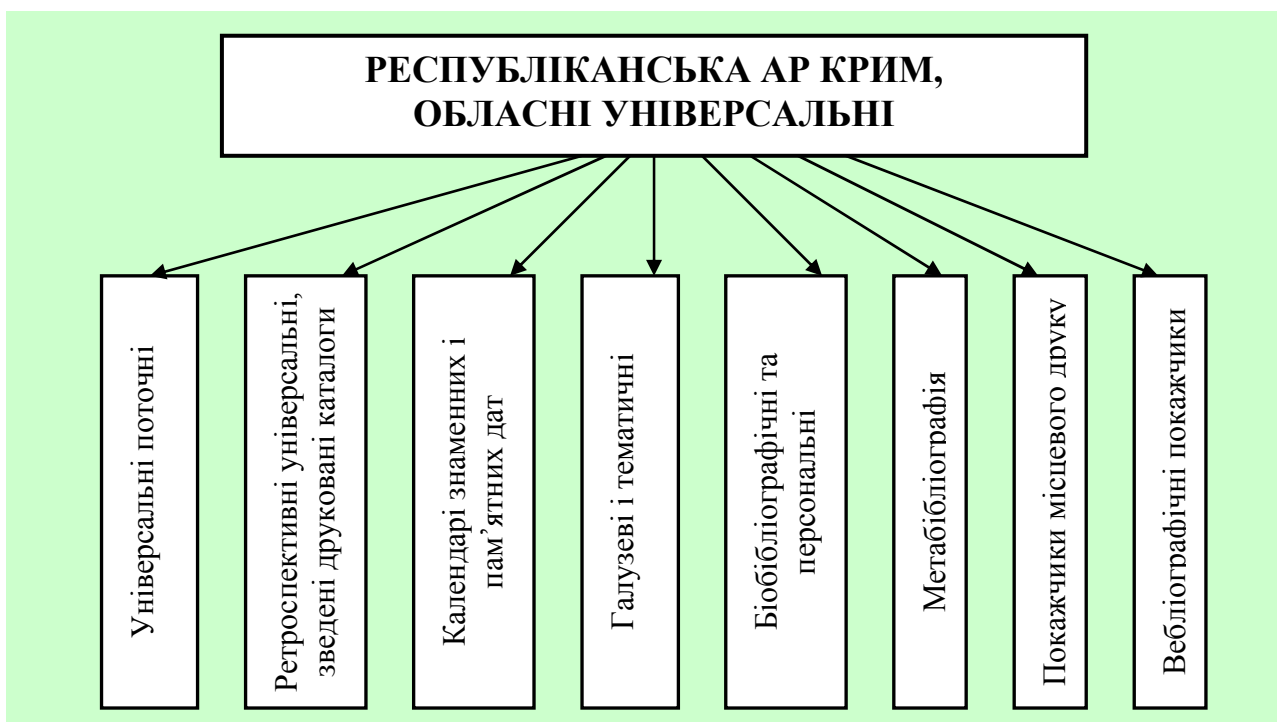 РЕСПУБЛІКАНСЬКА АР КРИМ,
ОБЛАСНІ УНІВЕРСАЛЬНІ
Універсальні поточні
Ретроспективні універсальні,
зведені друковані каталоги
Календарі знаменних і
пам’ятних дат
Галузеві і тематичні
Біобібліографічні та
персональні
Метабібліографія
Покажчики місцевого друку
Вебліографічні покажчики